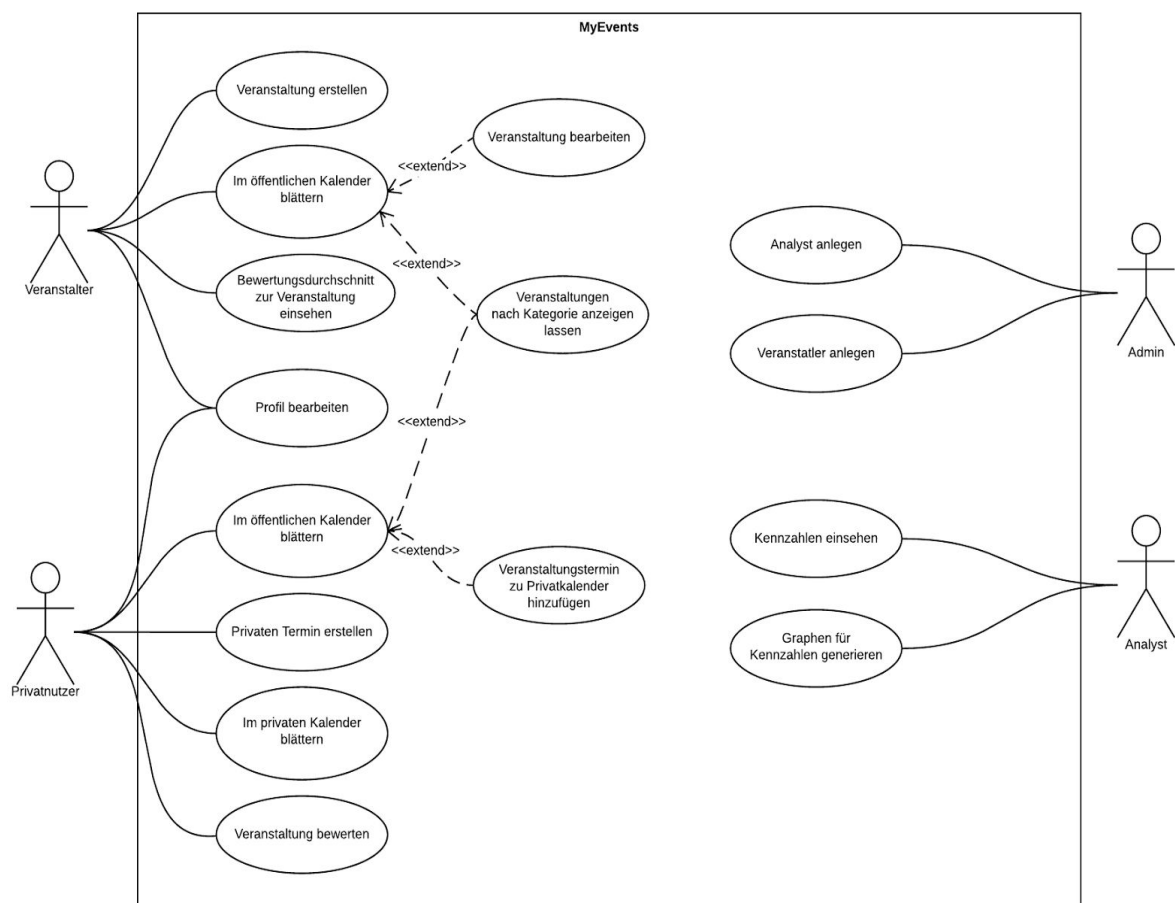 MyEvents
Veranstaltung erstellen
Veranstaltung bearbeiten
<<extend>>
Im öffentlichen Kalender
blättern
Veranstalter
<<extend>>
Bewertungsdurchschnitt
zur Veranstaltung
einsehen
Veranstaltungen
nach Kategorie anzeigen
lassen
Analyst anlegen
Veranstatler anlegen
Admin
Profil bearbeiten
<<extend>>
Im öffentlichen Kalender
blättern
<<extend>>
Veranstaltungstermin
zu Privatkalender
hinzufügen
Kennzahlen einsehen
Graphen für
Kennzahlen generieren
Analyst
Privatnutzer
Privaten Termin erstellen
Im privaten Kalender
blättern
Veranstaltung bewerten